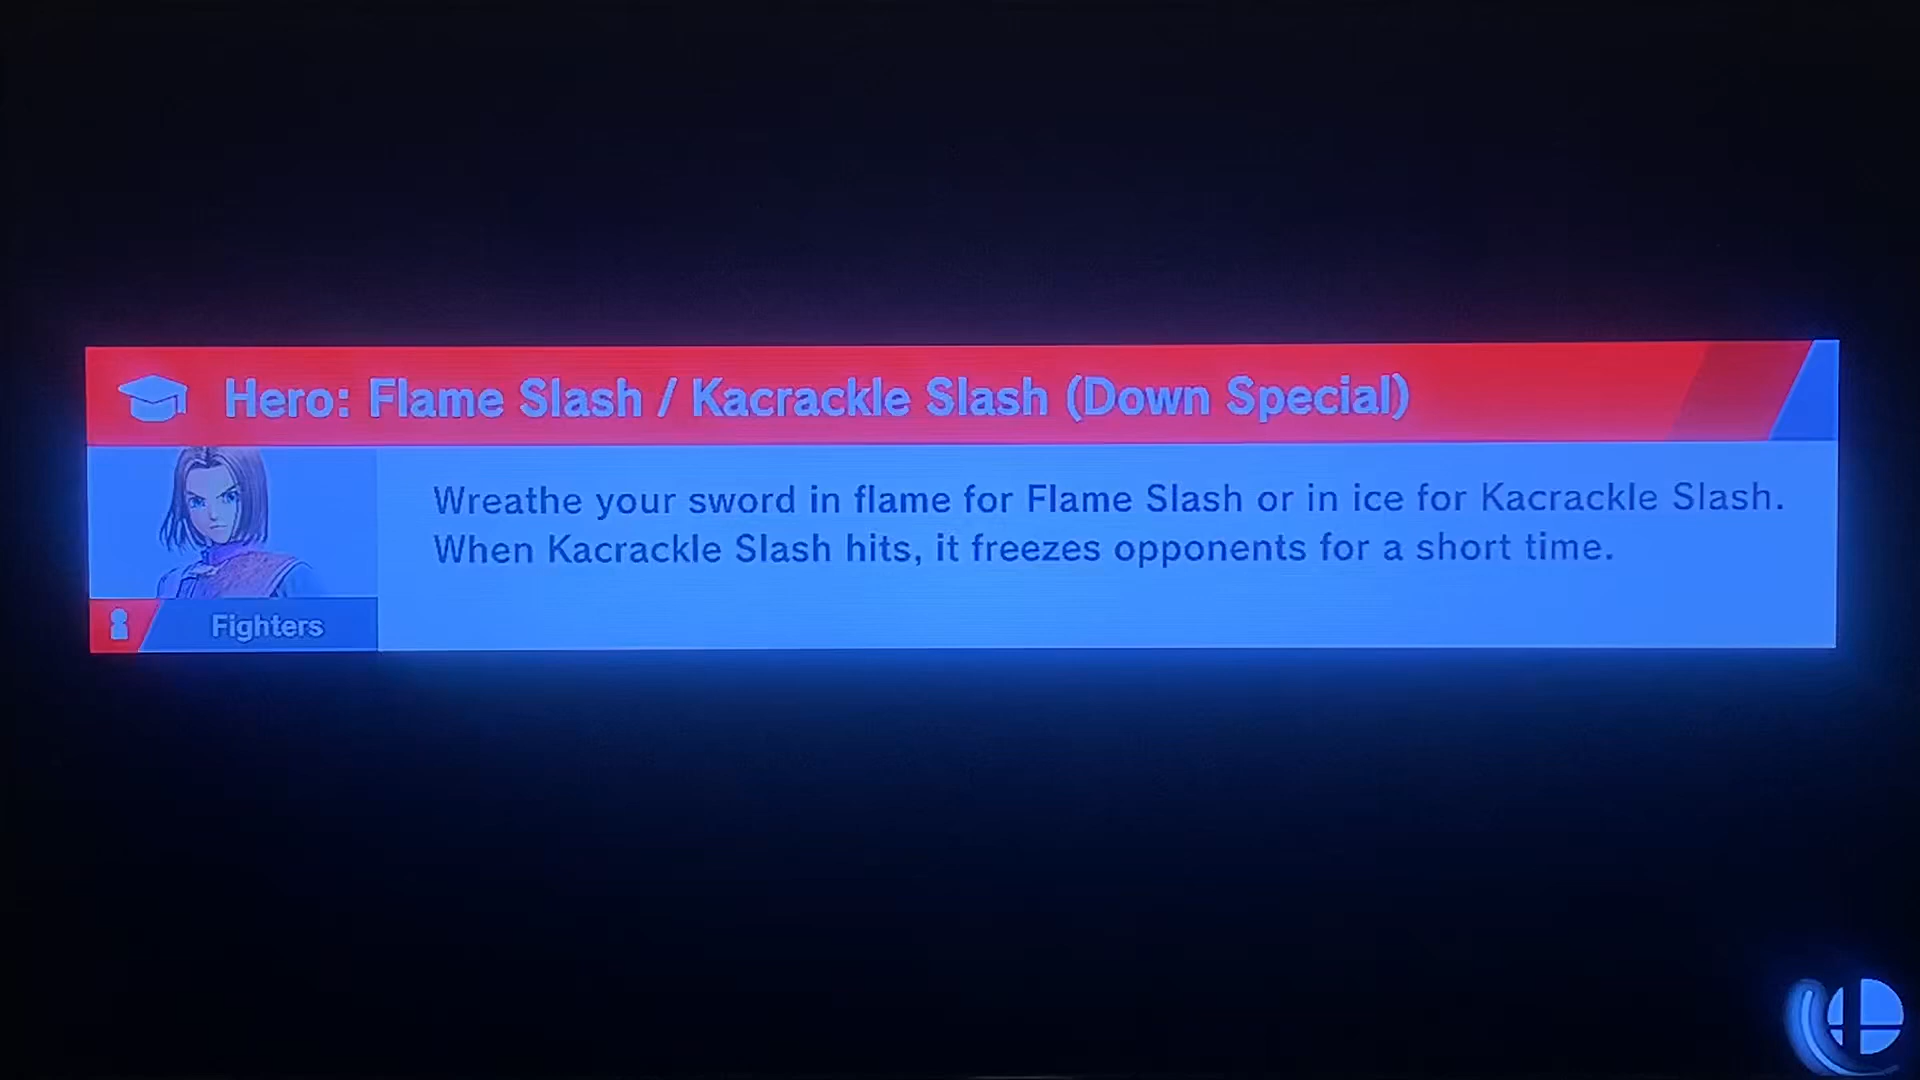 Hero: Flame Slash / Kacrackle Slash (Down Special)
Wreathe your sword in flame for Flame Slash or in ice for Kacrackle Slash.
When Kacrackle Slash hits, it freezes opponents for a short time.
Fighters